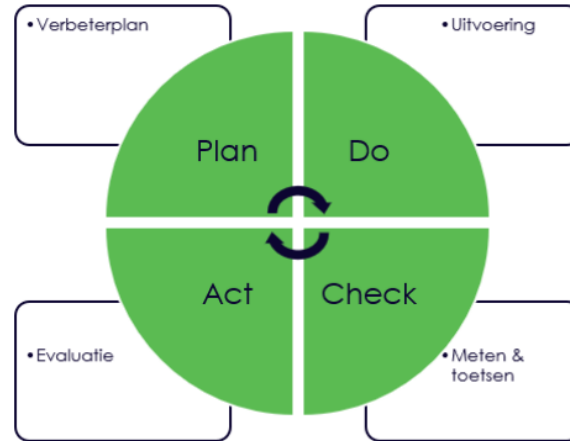 •Verbeterplan
•Uitvoering
Plan
Do
Act
Check
•Evaluatie
•Meten &
toetsen